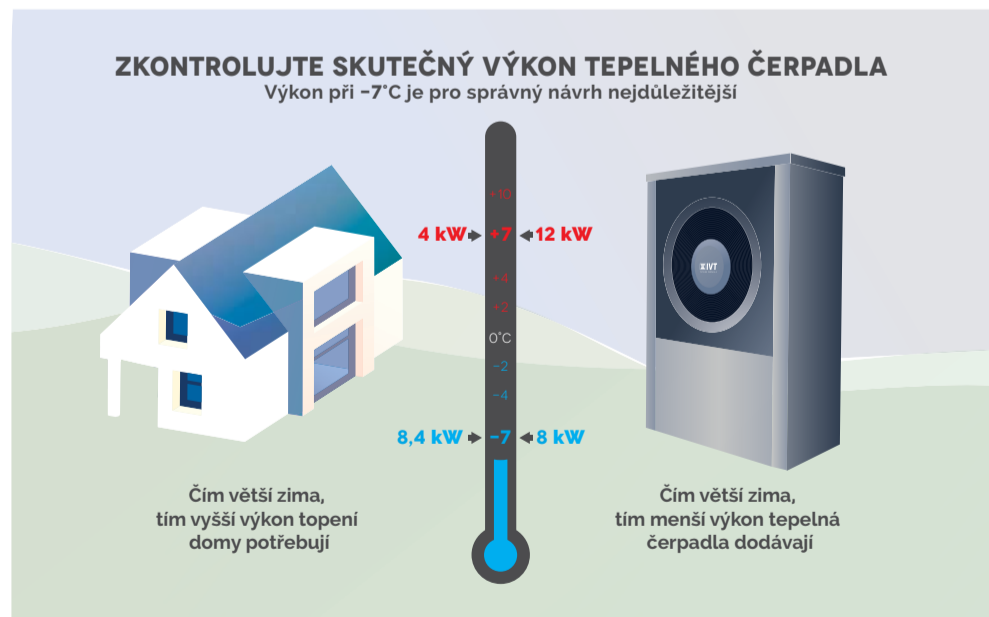 ZKONTROLUJTE SKUTEČNÝ VÝKON TEPELNÉHO ČERPADLA
Výkon při −7°C je pro správný návrh nejdůležitější
+10
4 kW +7 12 kW
+4
+2
0°C
−2
−4
8,4 kW −7 8 kW
IVT
Čím větší zima,
tím vyšší výkon topení
domy potřebují
Čím větší zima,
tím menší výkon tepelná
čerpadla dodávají